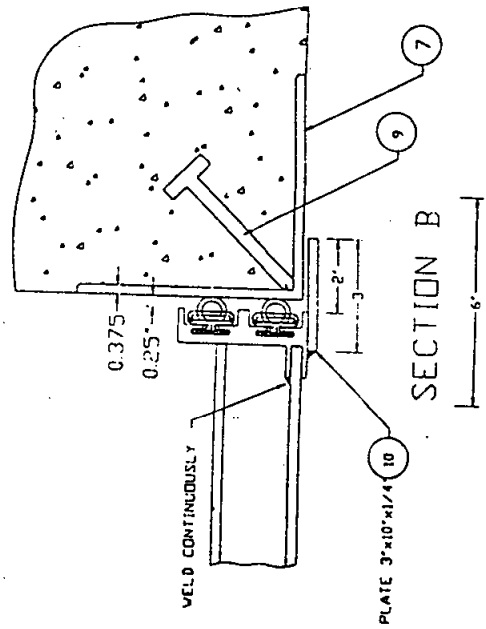 0.375
0.25"
WELD CONTINUOUSLY
7
9
2"
3
10
PLATE 3"x10"x1/4"
SECTION B
6"